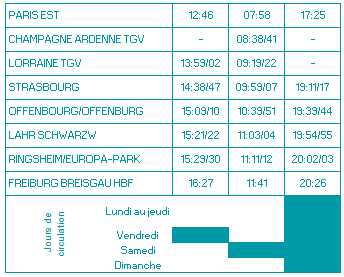 PARIS EST 12:46 07:58 17:25
CHAMPAGNE ARDENNE TGV - 08:38/41 -
LORRAINE TGV 13:59/02 09:19/22 -
STRASBOURG 14:38/47 09:59/07 19:11/17
OFFENBOURG/OFFENBURG 15:09/10 10:39/51 19:39/44
LAHR SCHWARZW 15:21/22 11:03/04 19:54/55
RINGSHEIM/EUROPA-PARK 15:29/30 11:11/12 20:02/03
FREIBURG BREISGAU HBF 16:27 11:41 20:26
Jours de
circulation
Lundi au jeudi
Vendredi
Samedi
Dimanche